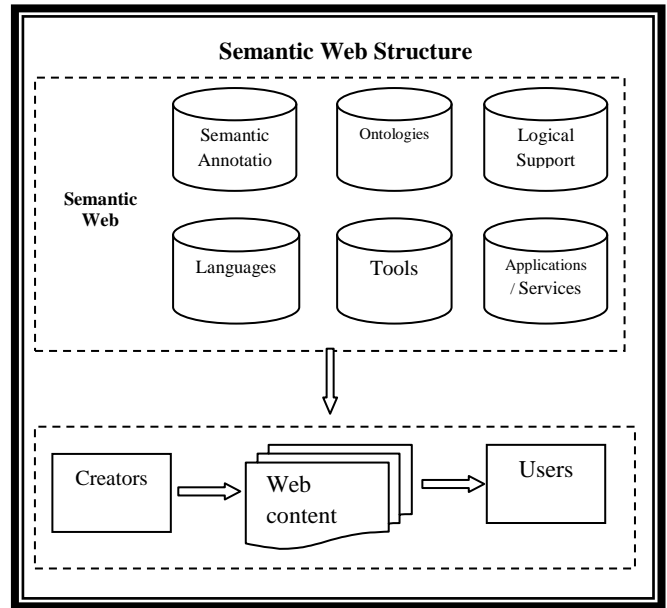 Semantic Web Structure
Semantic
Annotatio
Ontologies
Logical
Support
Semantic
Web
Languages
Tools
Applications
/ Services
Creators
Web
content
Users